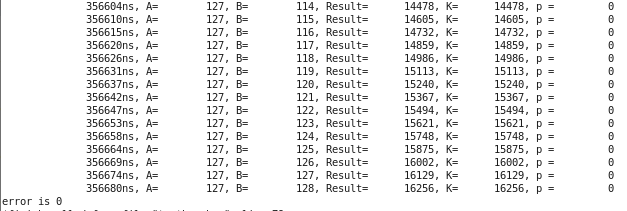 356604ns, A= 127, B= 114, Result= 14478, K= 14478, p = 0
356610ns, A= 127, B= 115, Result= 14605, K= 14605, p = 0
356615ns, A= 127, B= 116, Result= 14732, K= 14732, p = 0
356620ns, A= 127, B= 117, Result= 14859, K= 14859, p = 0
356626ns, A= 127, B= 118, Result= 14986, K= 14986, p = 0
356631ns, A= 127, B= 119, Result= 15113, K= 15113, p = 0
356637ns, A= 127, B= 120, Result= 15240, K= 15240, p = 0
356642ns, A= 127, B= 121, Result= 15367, K= 15367, p = 0
356647ns, A= 127, B= 122, Result= 15494, K= 15494, p = 0
356653ns, A= 127, B= 123, Result= 15621, K= 15621, p = 0
356658ns, A= 127, B= 124, Result= 15748, K= 15748, p = 0
356664ns, A= 127, B= 125, Result= 15875, K= 15875, p = 0
356669ns, A= 127, B= 126, Result= 16002, K= 16002, p = 0
356674ns, A= 127, B= 127, Result= 16129, K= 16129, p = 0
356680ns, A= 127, B= 128, Result= 16256, K= 16256, p = 0
error is 0